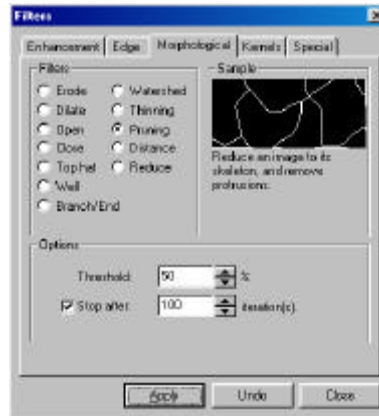 Filters
Enhancement Edge Morphological Kernels Special
Filters
Erode Watershed
Dilate Thinning
Open Pruning
Close Distance
Top hat Reduce
Well
Branch/End
Sample
Reduce an image to its
skeleton, and remove
protrusions.
Options
Threshold: 50 %
Stop after: 100 iteration(s).
Apply Undo Close